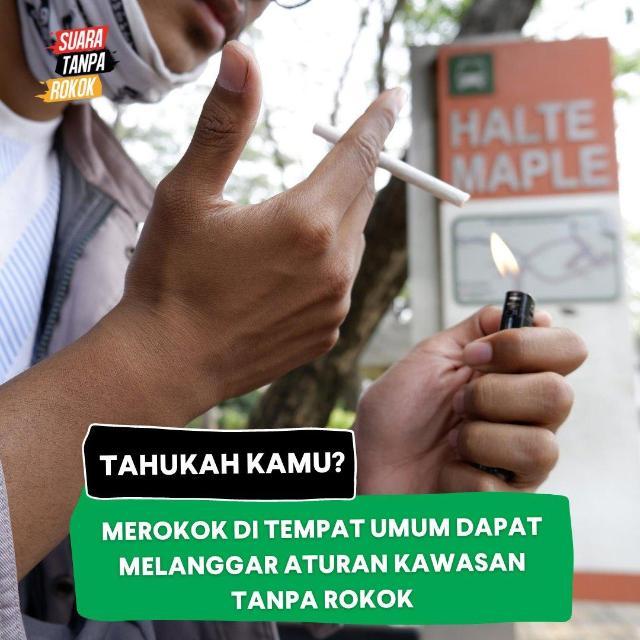 SUARA
TANPA
ROKOK
HALTE
MAPLE
TAHUKAH KAMU?
MEROKOK DI TEMPAT UMUM DAPAT
MELANGGAR ATURAN KAWASAN
TANPA ROKOK